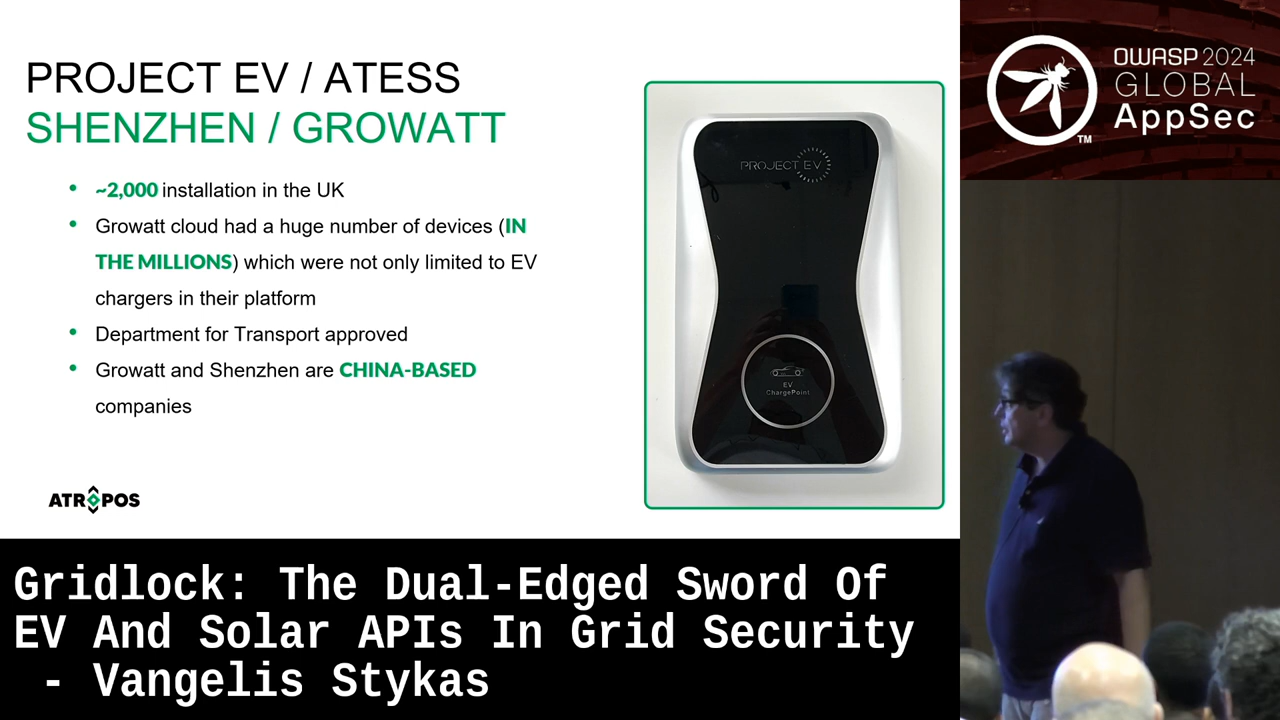 PROJECT EV / ATESS
SHENZHEN / GROWATT
• ~2,000 installation in the UK
• Growatt cloud had a huge number of devices (IN
THE MILLIONS) which were not only limited to EV
chargers in their platform
• Department for Transport approved
• Growatt and Shenzhen are CHINA-BASED
companies
ATROPOS
PROJECT EV
EV
ChargePoint
OWASP 2024
GLOBAL
AppSec
TM
Gridlock: The Dual-Edged Sword Of
EV And Solar APIs In Grid Security
- Vangelis Stykas